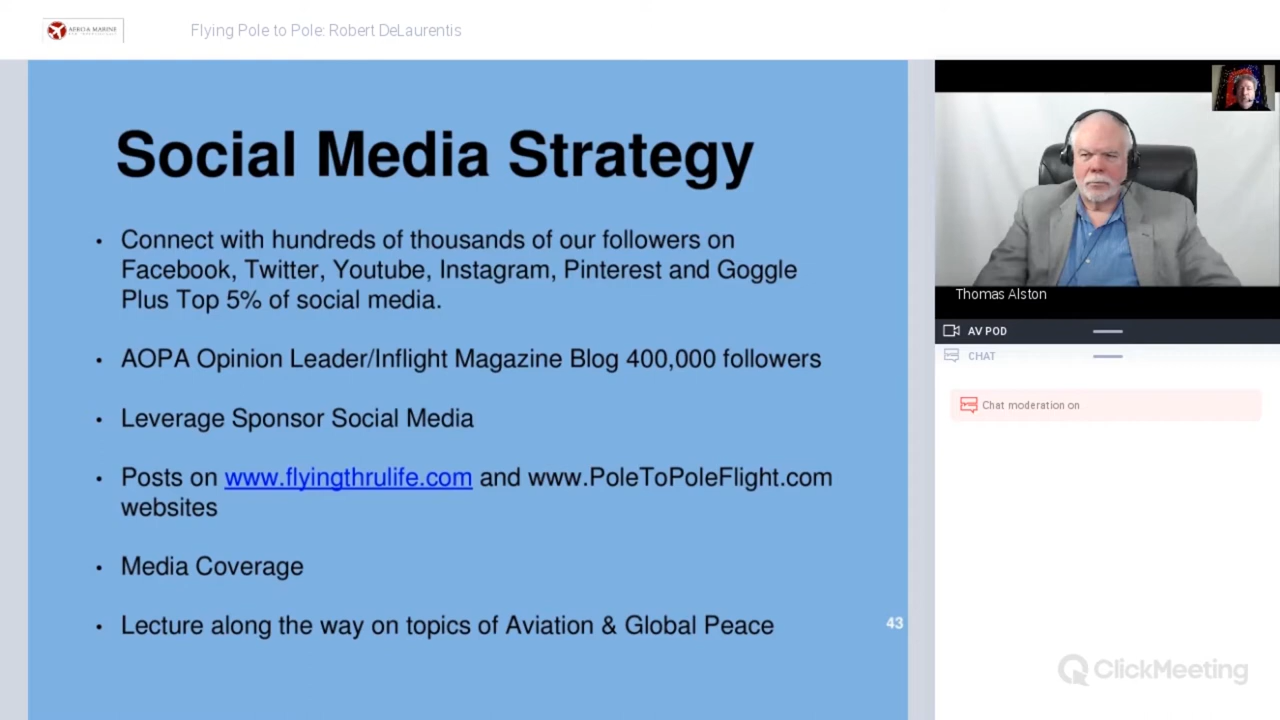 AERO & MARINE
Flying Pole to Pole: Robert DeLaurentis
Social Media Strategy
• Connect with hundreds of thousands of our followers on
Facebook, Twitter, Youtube, Instagram, Pinterest and Goggle
Plus Top 5% of social media.
• AOPA Opinion Leader/Inflight Magazine Blog 400,000 followers
• Leverage Sponsor Social Media
• Posts on www.flyingthrulife.com and www.PoleToPoleFlight.com
websites
• Media Coverage
• Lecture along the way on topics of Aviation & Global Peace
43
Thomas Alston
AV POD
CHAT
Chat moderation on
ClickMeeting